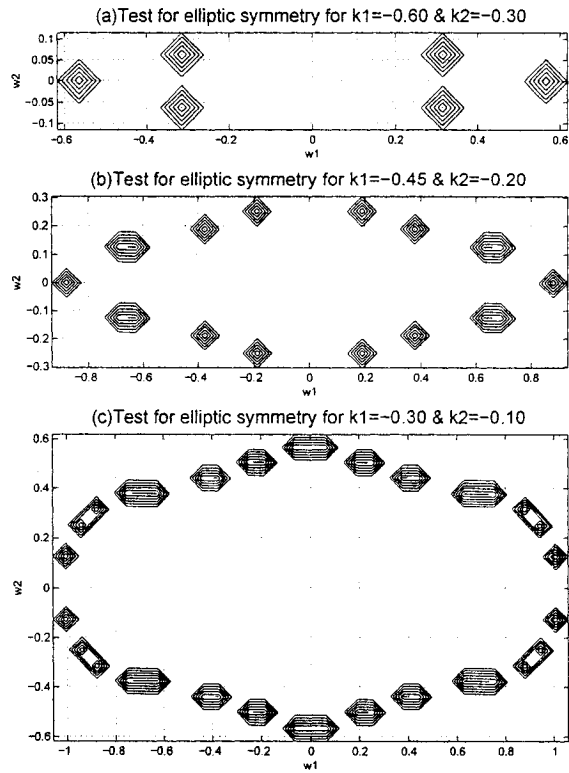 (a)Test for elliptic symmetry for k1=−0.60 & k2=−0.30
0.1
0.05
0
−0.05
−0.1
w2
−0.6 −0.4 −0.2 0 0.2 0.4 0.6
w1
(b)Test for elliptic symmetry for k1=−0.45 & k2=−0.20
0.3
0.2
0.1
0
−0.1
−0.2
−0.3
w2
−0.8 −0.6 −0.4 −0.2 0 0.2 0.4 0.6 0.8
w1
(c)Test for elliptic symmetry for k1=−0.30 & k2=−0.10
0.6
0.4
0.2
0
−0.2
−0.4
−0.6
w2
−1 −0.8 −0.6 −0.4 −0.2 0 0.2 0.4 0.6 0.8 1
w1